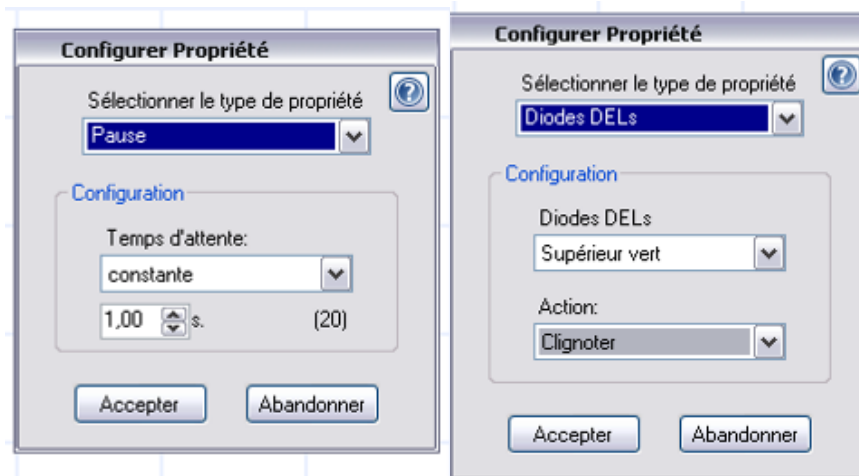 Configurer Propriété
Sélectionner le type de propriété
Pause
Configuration
Temps d'attente:
constante
1,00 s. (20)
Accepter Abandonner
Configurer Propriété
Sélectionner le type de propriété
Diodes DELs
Configuration
Diodes DELs
Supérieur vert
Action:
Clignoter
Accepter Abandonner